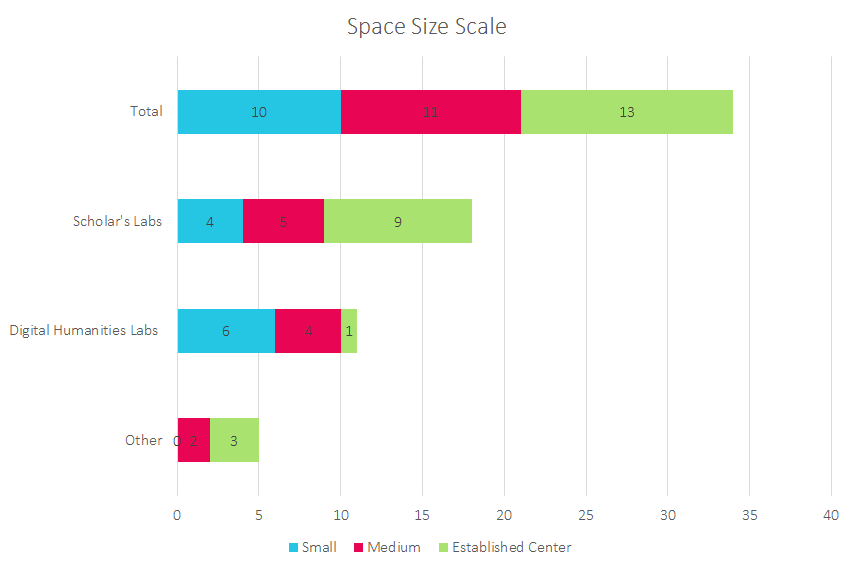 Space Size Scale
Total
10 11 13
Scholar's Labs
4 5 9
Digital Humanities Labs
6 4 1
Other
0 2 3
0 5 10 15 20 25 30 35 40
Small Medium Established Center